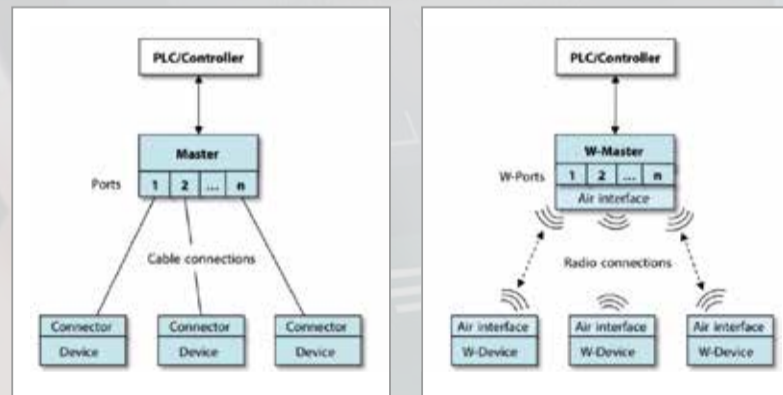 PLC/Controller
Master
Ports 1 2 ... n
Cable connections
Connector Connector Connector
Device Device Device
PLC/Controller
W-Master
W-Ports 1 2 ... n
Air interface
Radio connections
Air interface Air interface Air interface
W-Device W-Device W-Device